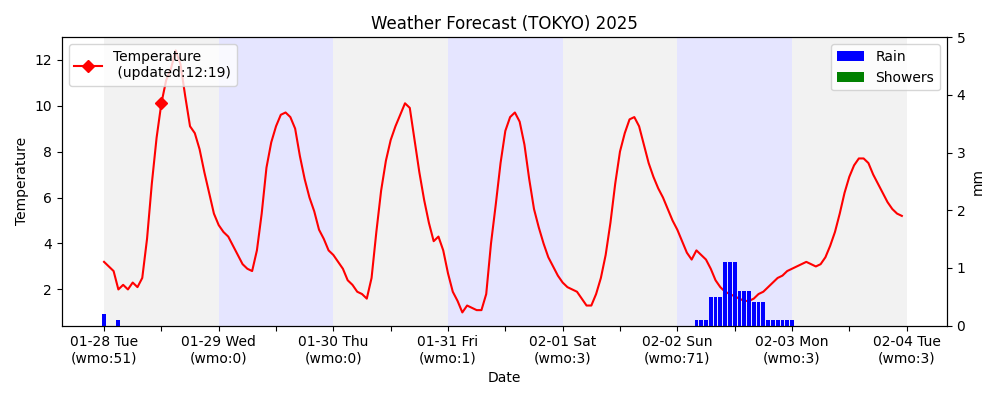 Weather Forecast (TOKYO) 2025
Temperature
(updated:12:19)
Rain
Showers
12
10
8
6
4
2
Temperature
5
4
3
2
1
0
mm
01-28 Tue
(wmo:51)
01-29 Wed
(wmo:0)
01-30 Thu
(wmo:0)
01-31 Fri
(wmo:1)
02-01 Sat
(wmo:3)
02-02 Sun
(wmo:71)
02-03 Mon
(wmo:3)
02-04 Tue
(wmo:3)
Date